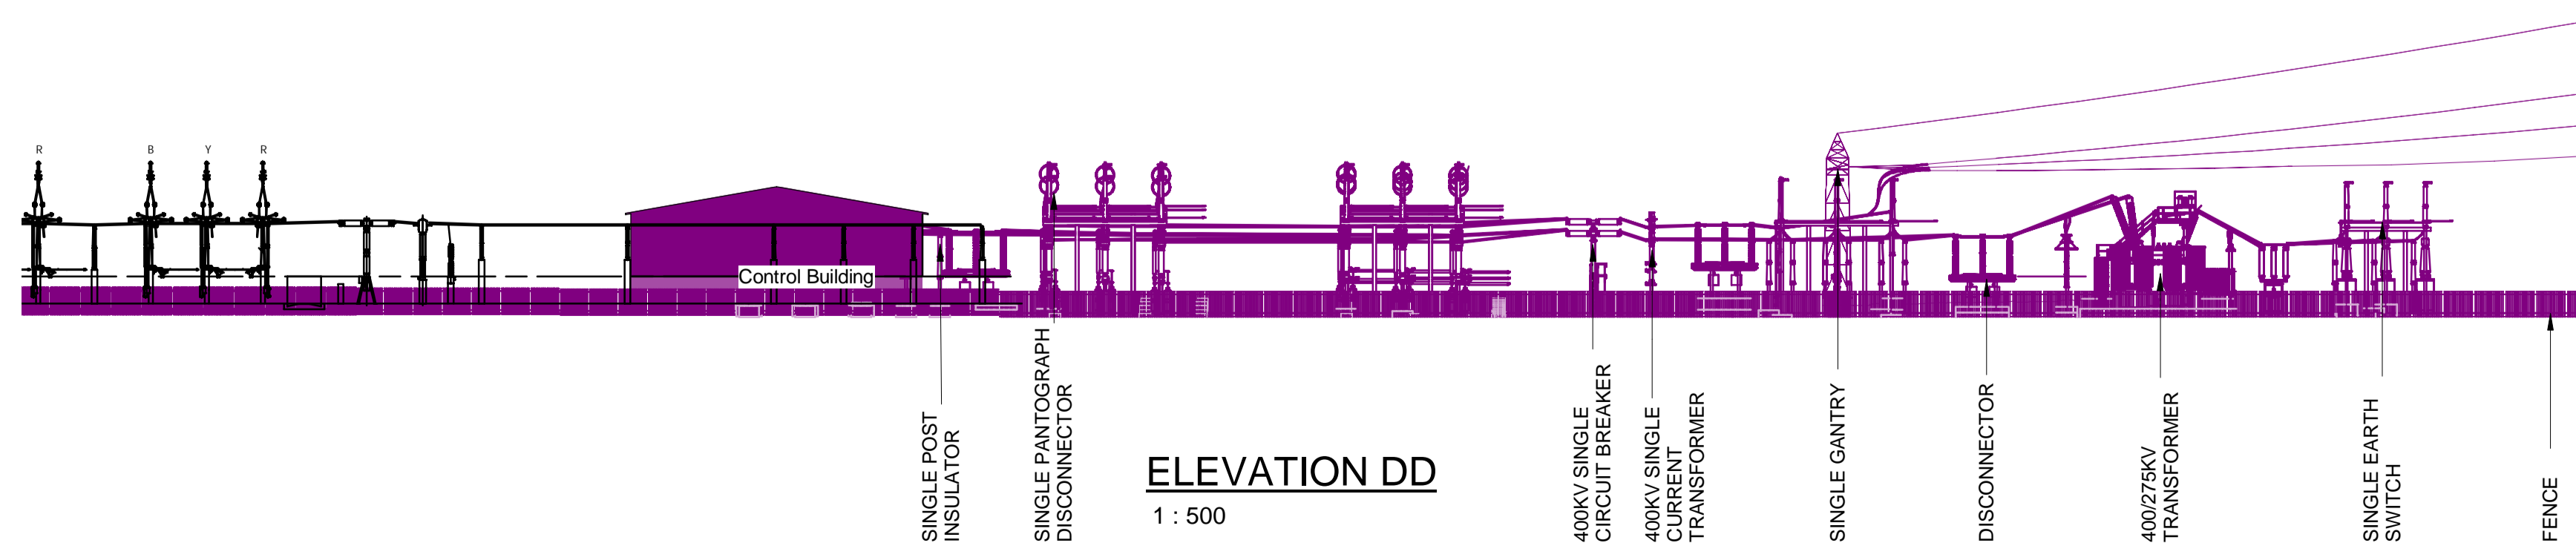 R
B
Y
R
Control Building
SINGLE POST
INSULATOR
SINGLE PANTOGRAPH
DISCONNECTOR
ELEVATION DD
1 : 500
400KV SINGLE
CIRCUIT BREAKER
400KV SINGLE
CURRENT
TRANSFORMER
SINGLE GANTRY
DISCONNECTOR
400/275KV
TRANSFORMER
SINGLE EARTH
SWITCH
FENCE